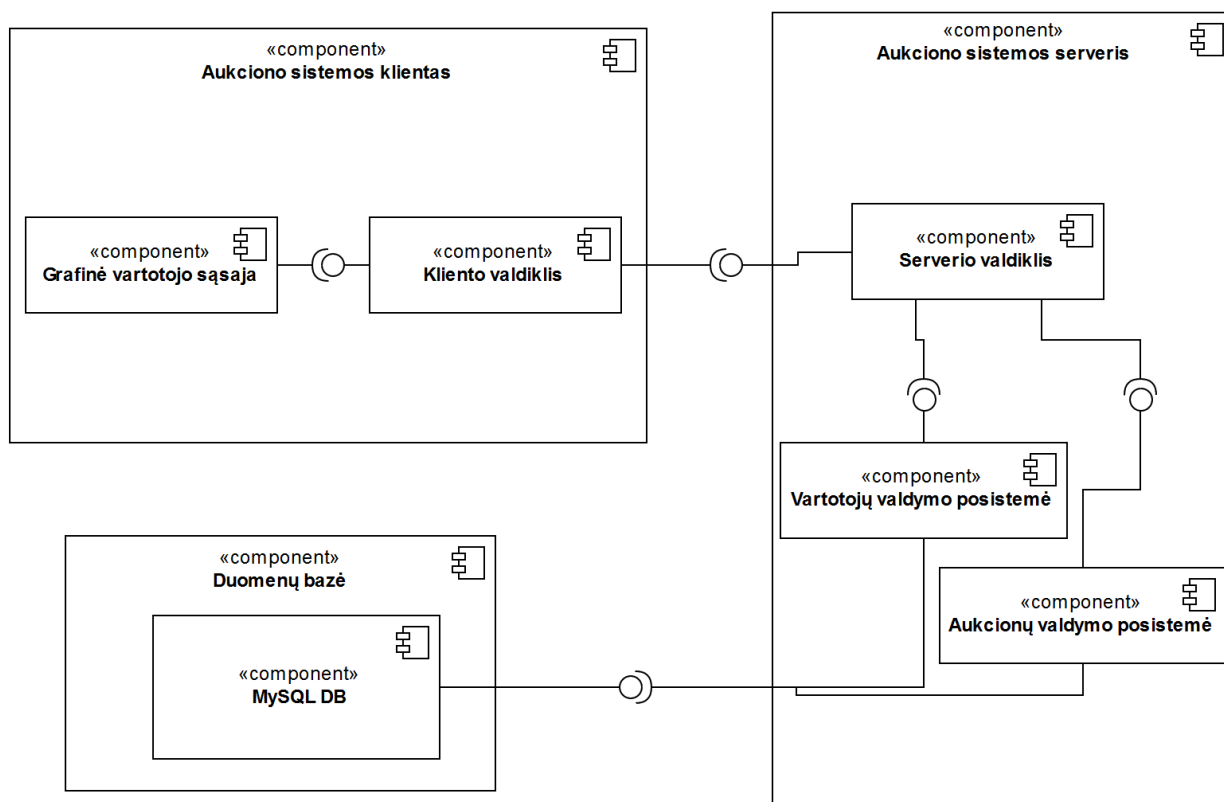 «component»
Aukciono sistemos klientas
«component»
Grafinė vartotojo sąsaja
«component»
Kliento valdiklis
«component»
Aukciono sistemos serveris
«component»
Serverio valdiklis
«component»
Vartotojų valdymo posistemė
«component»
Aukcionų valdymo posistemė
«component»
Duomenų bazė
«component»
MySQL DB